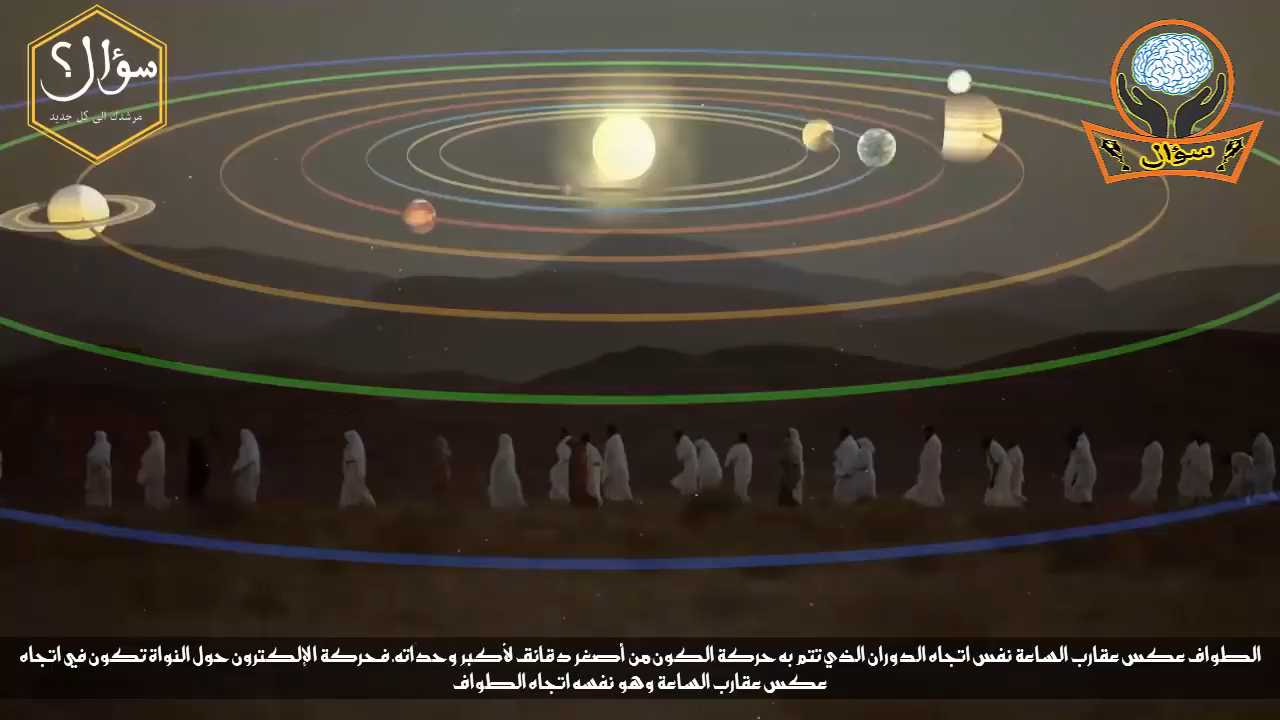 سؤال؟
مرشدك الى كل جديد
سؤال
الطواف عكس عقارب الساعة نفس اتجاه الدوران الذي تتم به حركة الكون من أصغر دقائقه لأكبر وحداته. فحركة الإلكترون حول النواة تكون في اتجاه
عكس عقارب الساعة وهو نفسه اتجاه الطواف